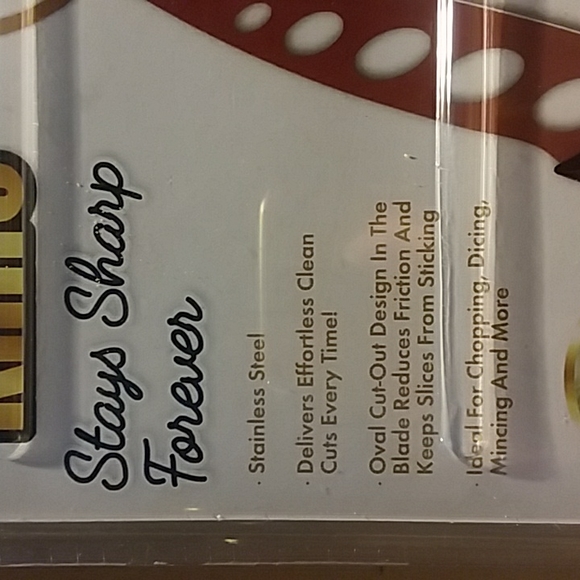 Stays Sharp
Forever
· Stainless Steel
· Delivers Effortless Clean
Cuts Every Time!
· Oval Cut-Out Design In The
Blade Reduces Friction And
Keeps Slices From Sticking
· Ideal For Chopping, Dicing,
Mincing And More